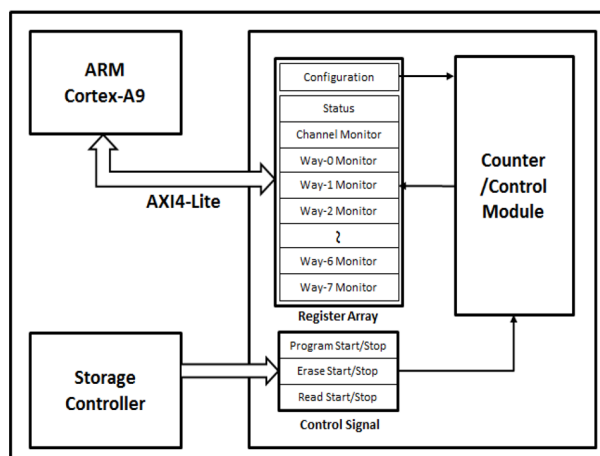 ARM
Cortex-A9
AXI4-Lite
Configuration
Status
Channel Monitor
Way-0 Monitor
Way-1 Monitor
Way-2 Monitor
~
Way-6 Monitor
Way-7 Monitor
Register Array
Counter
/Control
Module
Storage
Controller
Program Start/Stop
Erase Start/Stop
Read Start/Stop
Control Signal